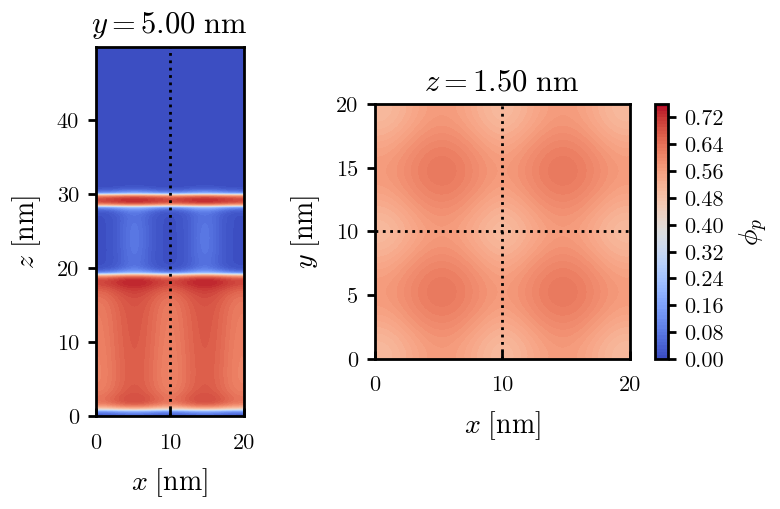 y = 5.00 nm
z [nm]
40
30
20
10
0
0 10 20
x [nm]
z = 1.50 nm
y [nm]
20
15
10
5
0
0 10 20
x [nm]
0.72
0.64
0.56
0.48
0.40
0.32
0.24
0.16
0.08
0.00
ϕp